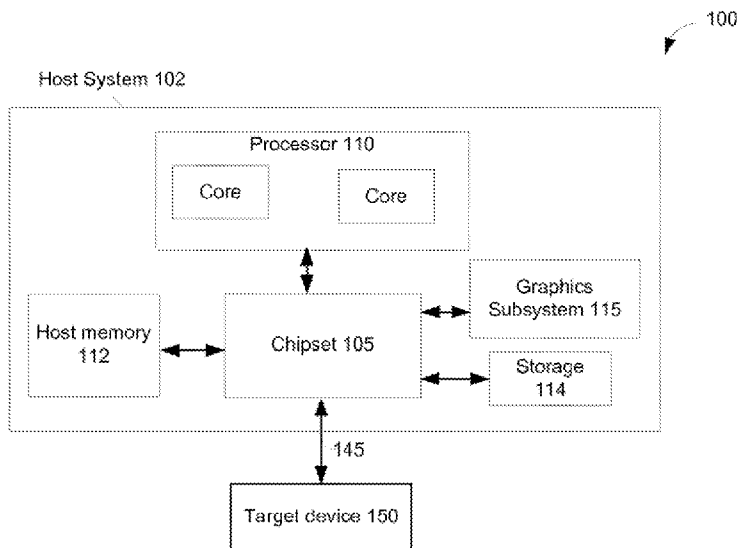 100
Host System 102
Processor 110
Core
Core
Graphics
Subsystem 115
Host memory
112
Chipset 105
Storage
114
145
Target device 150